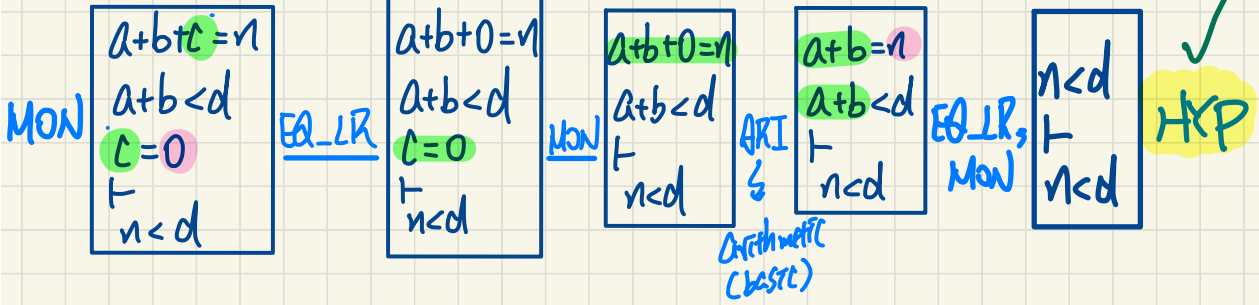 MON
a+b+c=n
a+b<d
c=0
⊢
n<d
EQ_LR
a+b+0=n
a+b<d
c=0
⊢
n<d
MON
a+b+0=n
a+b<d
⊢
n<d
ARI
arithmetic
(basic)
a+b=n
a+b<d
⊢
n<d
EQ_LR,
MON
n<d
⊢
n<d
HYP